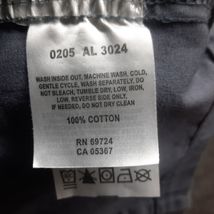 0205 AL 3024
WASH INSIDE OUT, MACHINE WASH, COLD,
GENTLE CYCLE, WASH SEPARATELY, DO
NOT BLEACH, TUMBLE DRY, LOW, IRON,
LOW, REVERSE SIDE ONLY,
IF NEEDED, DO NOT DRY CLEAN
100% COTTON
RN 69724
CA 05367